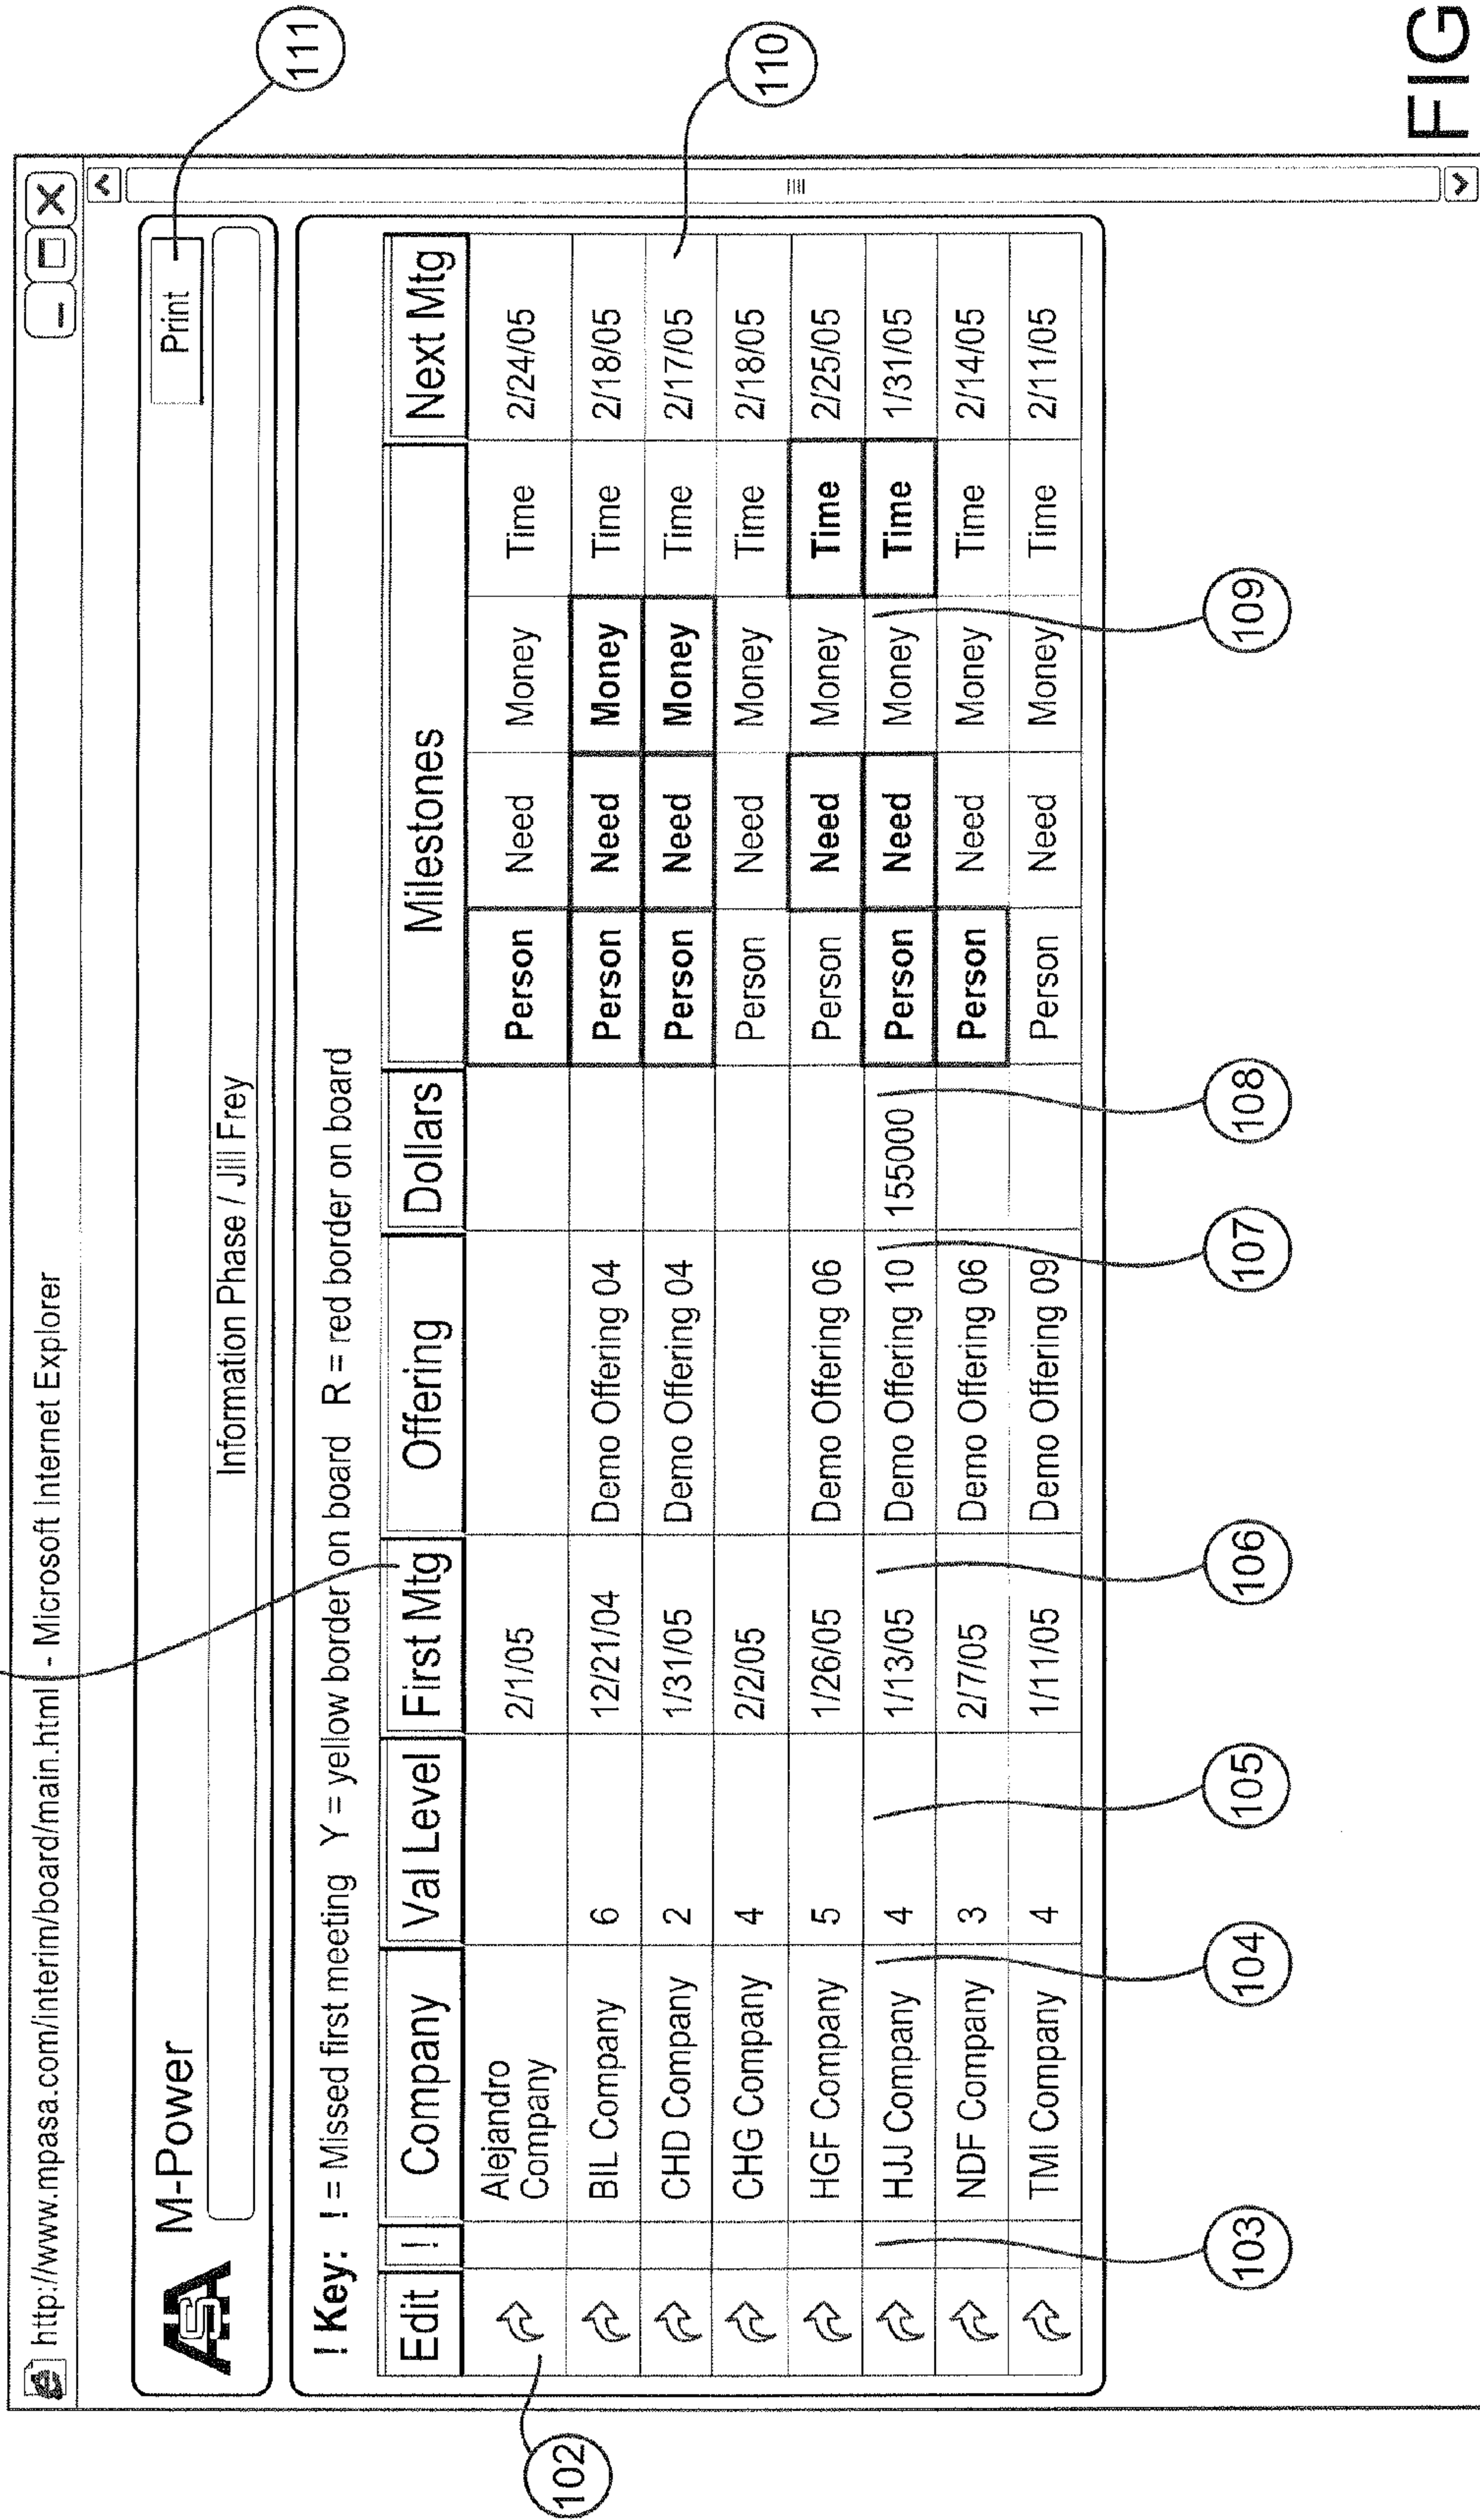 http://www.mpasa.com/interim/board/main.html - Microsoft Internet Explorer
ASA M-Power
Print
111
Information Phase / Jill Frey
! Key: ! = Missed first meeting Y = yellow border on board R = red border on board
Edit ! Company Val Level First Mtg Offering Dollars Milestones Next Mtg
Alejandro
Company 2/1/05 Person Need Money Time 2/24/05
102
BIL Company 6 12/21/04 Demo Offering 04 Person Need Money Time 2/18/05
CHD Company 2 1/31/05 Demo Offering 04 Person Need Money Time 2/17/05
110
CHG Company 4 2/2/05 Person Need Money Time 2/18/05
HGF Company 5 1/26/05 Demo Offering 06 Person Need Money Time 2/25/05
HJJ Company 4 1/13/05 Demo Offering 10 155000 Person Need Money Time 1/31/05
NDF Company 3 2/7/05 Demo Offering 06 Person Need Money Time 2/14/05
TMI Company 4 1/11/05 Demo Offering 09 Person Need Money Time 2/11/05
103 104 105 106 107 108 109
FIG